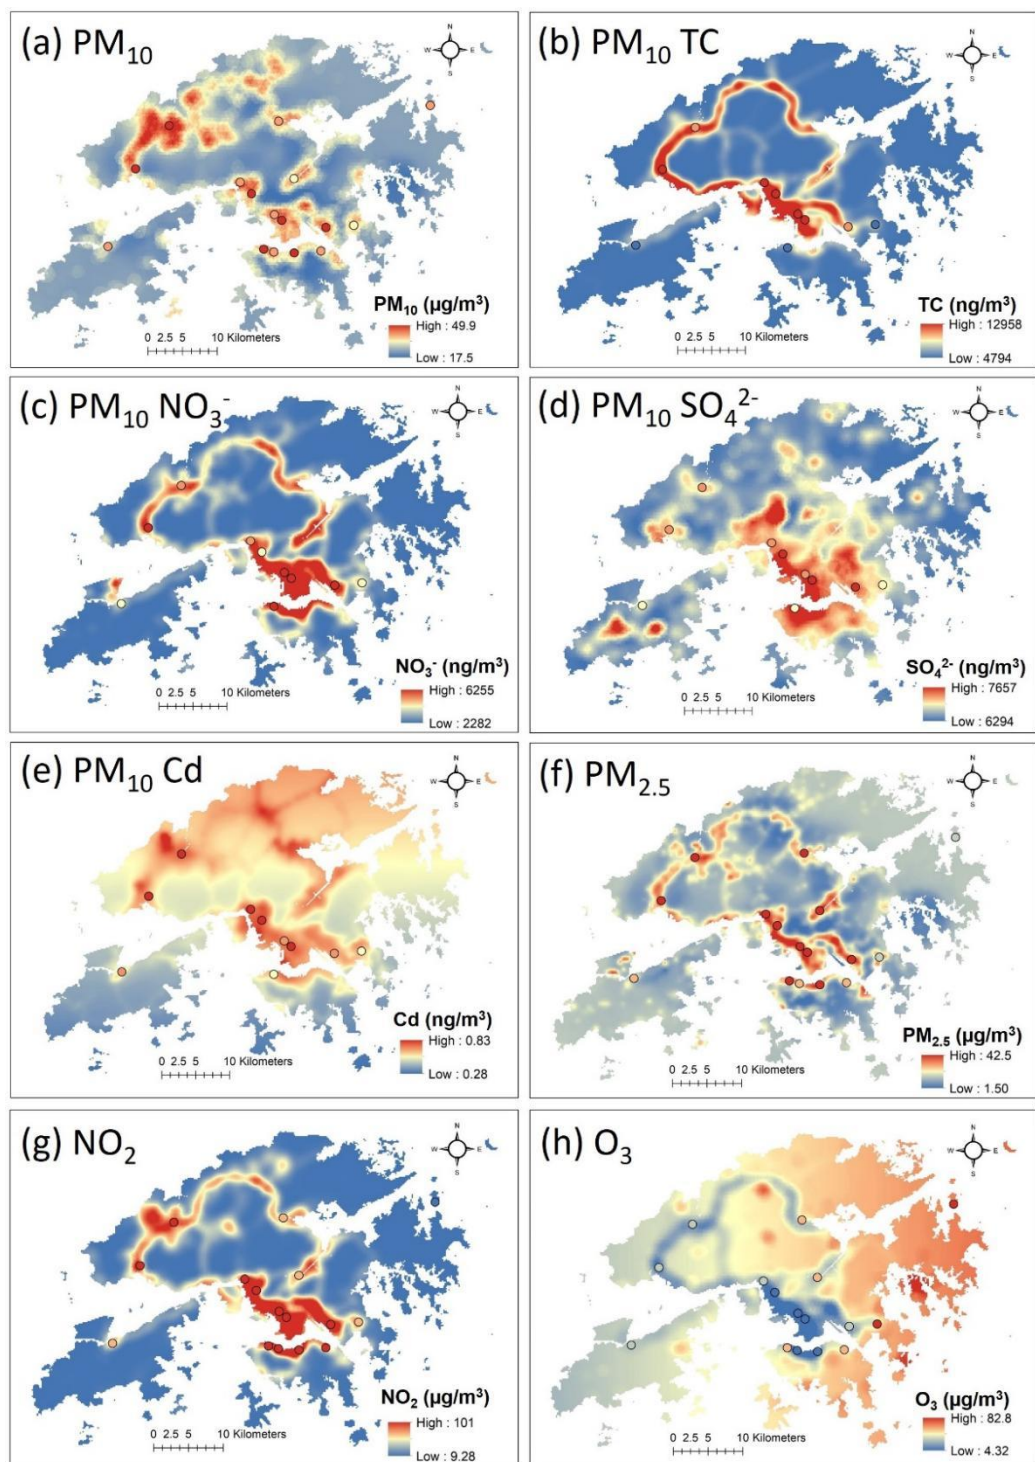 (a) PM₁₀
N
W E
S
PM₁₀ (µg/m³)
High : 49.9
Low : 17.5
0 2.5 5 10 Kilometers
(b) PM₁₀ TC
N
W E
S
TC (ng/m³)
High : 12958
Low : 4794
0 2.5 5 10 Kilometers
(c) PM₁₀ NO₃⁻
N
W E
S
NO₃⁻ (ng/m³)
High : 6255
Low : 2282
0 2.5 5 10 Kilometers
(d) PM₁₀ SO₄²⁻
N
W E
S
SO₄²⁻ (ng/m³)
High : 7657
Low : 6294
0 2.5 5 10 Kilometers
(e) PM₁₀ Cd
N
W E
S
Cd (ng/m³)
High : 0.83
Low : 0.28
0 2.5 5 10 Kilometers
(f) PM₂.₅
N
W E
S
PM₂.₅ (µg/m³)
High : 42.5
Low : 1.50
0 2.5 5 10 Kilometers
(g) NO₂
N
W E
S
NO₂ (µg/m³)
High : 101
Low : 9.28
0 2.5 5 10 Kilometers
(h) O₃
N
W E
S
O₃ (µg/m³)
High : 82.8
Low : 4.32
0 2.5 5 10 Kilometers